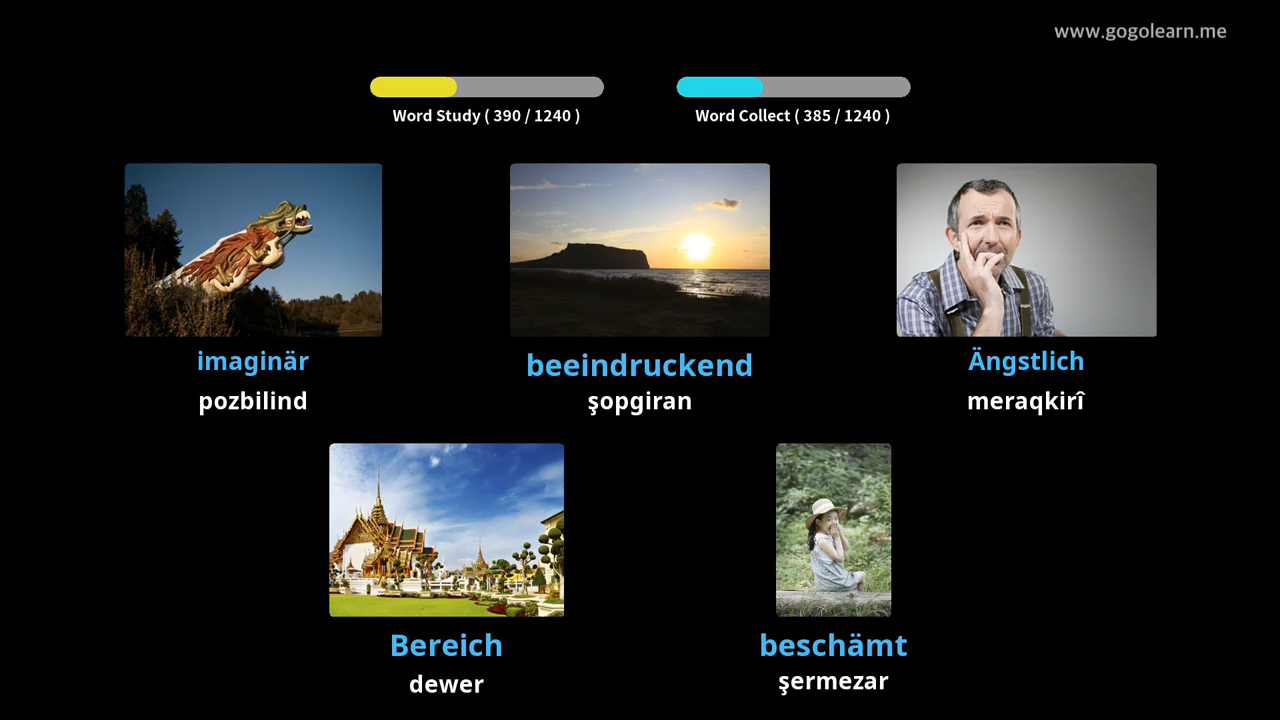 www.gogolearn.me
Word Study ( 390 / 1240 )
Word Collect ( 385 / 1240 )
imaginär
pozbilind
beeindruckend
şopgiran
Ängstlich
meraqkirî
Bereich
dewer
beschämt
şermezar